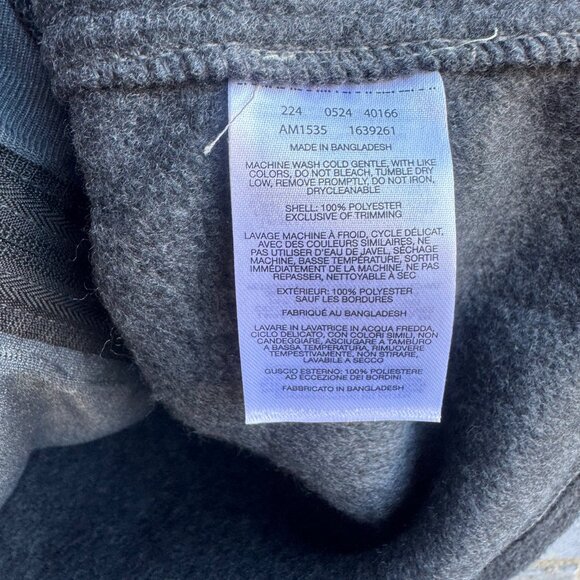 224 0524 40166
AM1535 1639261
MADE IN BANGLADESH
MACHINE WASH COLD GENTLE, WITH LIKE
COLORS, DO NOT BLEACH, TUMBLE DRY
LOW, REMOVE PROMPTLY, DO NOT IRON,
DRYCLEANABLE
SHELL: 100% POLYESTER
EXCLUSIVE OF TRIMMING
LAVAGE MACHINE À FROID, CYCLE DÉLICAT,
AVEC DES COULEURS SIMILAIRES, NE
PAS UTILISER D'EAU DE JAVEL, SÉCHAGE
MACHINE, BASSE TEMPÉRATURE, SORTIR
IMMÉDIATEMENT DE LA MACHINE, NE PAS
REPASSER, NETTOYABLE A SEC
EXTÉRIEUR: 100% POLYESTER
SAUF LES BORDURES
FABRIQUÉ AU BANGLADESH
LAVARE IN LAVATRICE IN ACQUA FREDDA,
CICLO DELICATO, CON COLORI SIMILI, NON
CANDEGGIARE, ASCIUGARE A TAMBURO
A BASSA TEMPERATURA, RIMUOVERE
TEMPESTIVAMENTE, NON STIRARE,
LAVABILE A SECCO
GUSCIO ESTERNO: 100% POLIESTERE
AD ECCEZIONE DEI BORDINI
FABBRICATO IN BANGLADESH